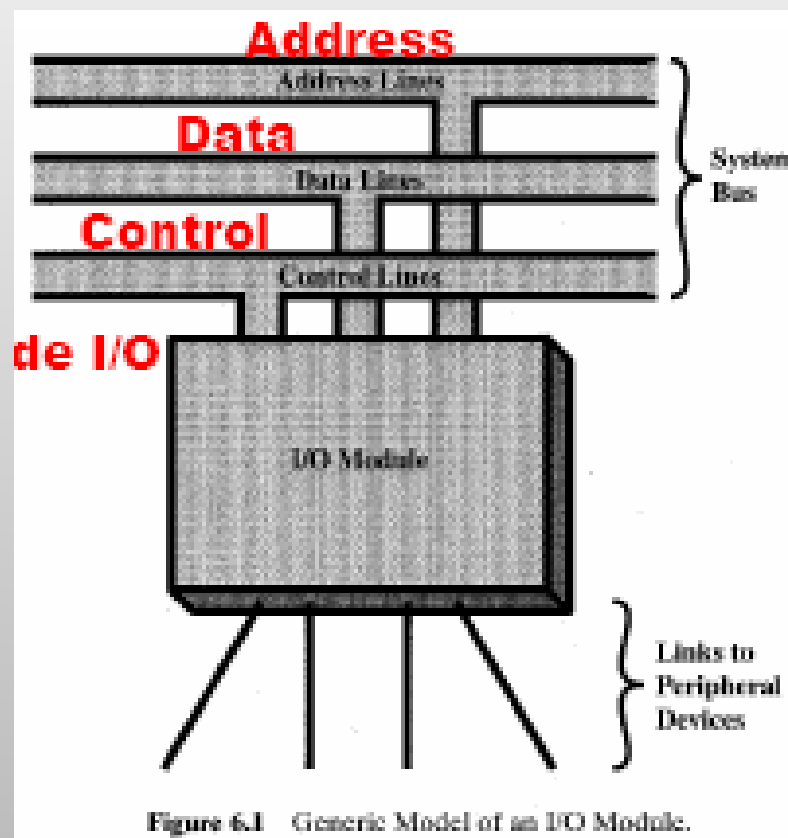 Address
Address Lines
Data
Data Lines
System
Bus
Control
Control Lines
de I/O
I/O Module
Links to
Peripheral
Devices
Figure 6.1 Generic Model of an I/O Module.